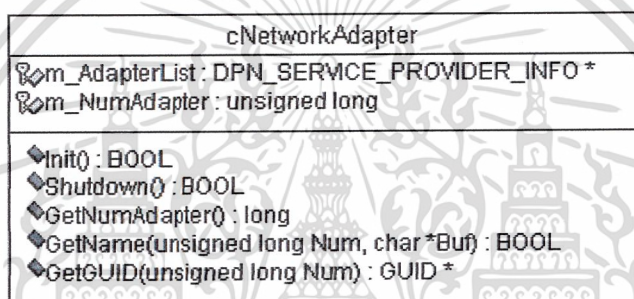 cNetworkAdapter
m_AdapterList : DPN_SERVICE_PROVIDER_INFO *
m_NumAdapter : unsigned long
Init() : BOOL
Shutdown() : BOOL
GetNumAdapter() : long
GetName(unsigned long Num, char *Buf) : BOOL
GetGUID(unsigned long Num) : GUID *